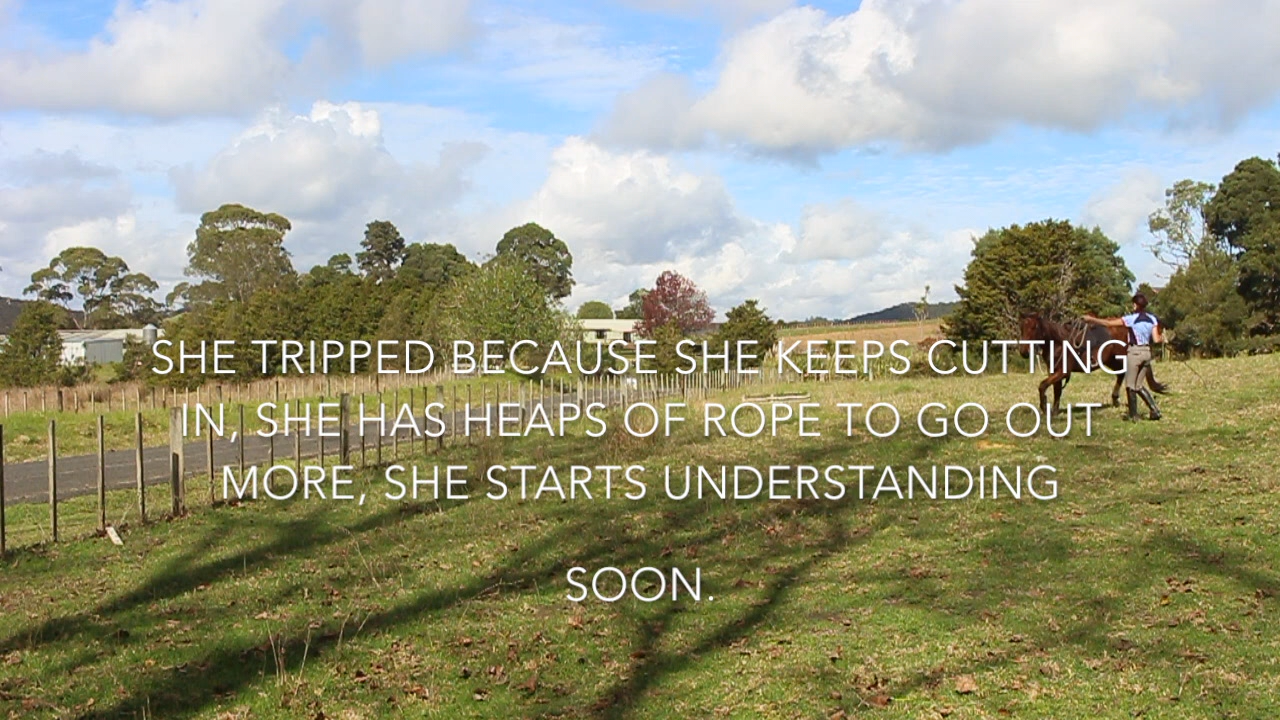 SHE TRIPPED BECAUSE SHE KEEPS CUTTING
IN, SHE HAS HEAPS OF ROPE TO GO OUT
MORE, SHE STARTS UNDERSTANDING
SOON.